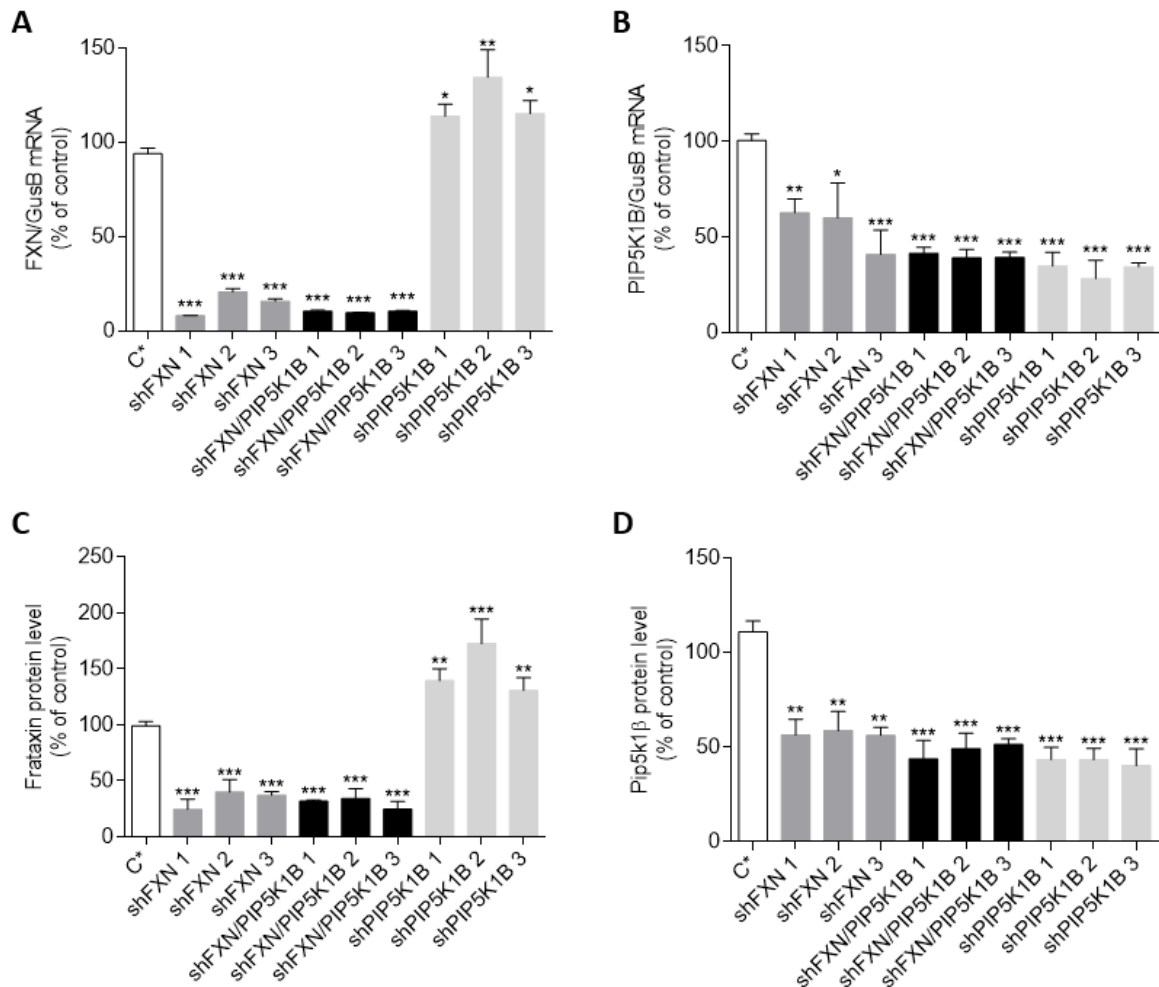 A
FXN/GusB mRNA
(% of control)
150
100
50
0
*
**
*
***
***
***
***
***
***
C*
shFXN 1
shFXN 2
shFXN 3
shFXN/PIP5K1B 1
shFXN/PIP5K1B 2
shFXN/PIP5K1B 3
shPIP5K1B 1
shPIP5K1B 2
shPIP5K1B 3
B
PIP5K1B/GusB mRNA
(% of control)
150
100
50
0
**
*
***
***
***
***
***
***
***
C*
shFXN 1
shFXN 2
shFXN 3
shFXN/PIP5K1B 1
shFXN/PIP5K1B 2
shFXN/PIP5K1B 3
shPIP5K1B 1
shPIP5K1B 2
shPIP5K1B 3
C
Frataxin protein level
(% of control)
250
200
150
100
50
0
***
***
***
***
***
***
**
***
**
C*
shFXN 1
shFXN 2
shFXN 3
shFXN/PIP5K1B 1
shFXN/PIP5K1B 2
shFXN/PIP5K1B 3
shPIP5K1B 1
shPIP5K1B 2
shPIP5K1B 3
D
Pip5k1β protein level
(% of control)
150
100
50
0
**
**
**
***
***
***
***
***
***
C*
shFXN 1
shFXN 2
shFXN 3
shFXN/PIP5K1B 1
shFXN/PIP5K1B 2
shFXN/PIP5K1B 3
shPIP5K1B 1
shPIP5K1B 2
shPIP5K1B 3